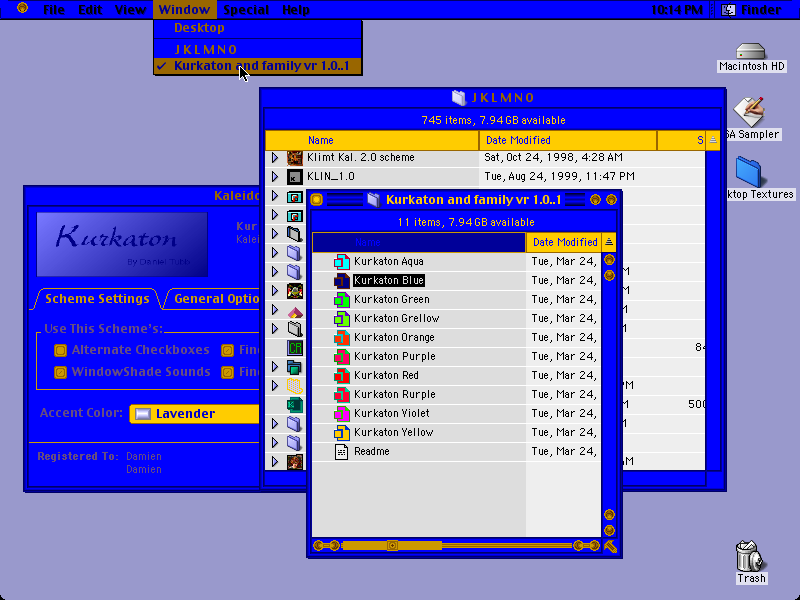 File Edit View Window Special Help 10:14 PM Finder
Desktop
JKLMNO
✓ Kurkaton and family vr 1.0..1
Macintosh HD
SA Sampler
ktop Textures
Trash
JKLMNO
745 items, 7.94 GB available
Name Date Modified S
Klimt Kal. 2.0 scheme Sat, Oct 24, 1998, 4:28 AM
KLIN_1.0 Tue, Aug 24, 1999, 11:47 PM
84
500
Kaleido
Kurkaton
By Daniel Tubb
Kur
Kalei
Scheme Settings General Optio
Use This Scheme's:
Alternate Checkboxes Fin
WindowShade Sounds Fin
Accent Color: Lavender
Registered To: Damien
Damien
Kurkaton and family vr 1.0..1
11 items, 7.94 GB available
Name Date Modified
Kurkaton Aqua Tue, Mar 24,
Kurkaton Blue Tue, Mar 24,
Kurkaton Green Tue, Mar 24,
Kurkaton Grellow Tue, Mar 24,
Kurkaton Orange Tue, Mar 24,
Kurkaton Purple Tue, Mar 24,
Kurkaton Red Tue, Mar 24,
Kurkaton Rurple Tue, Mar 24,
Kurkaton Yiolet Tue, Mar 24,
Kurkaton Yellow Tue, Mar 24,
Readme Tue, Mar 24,